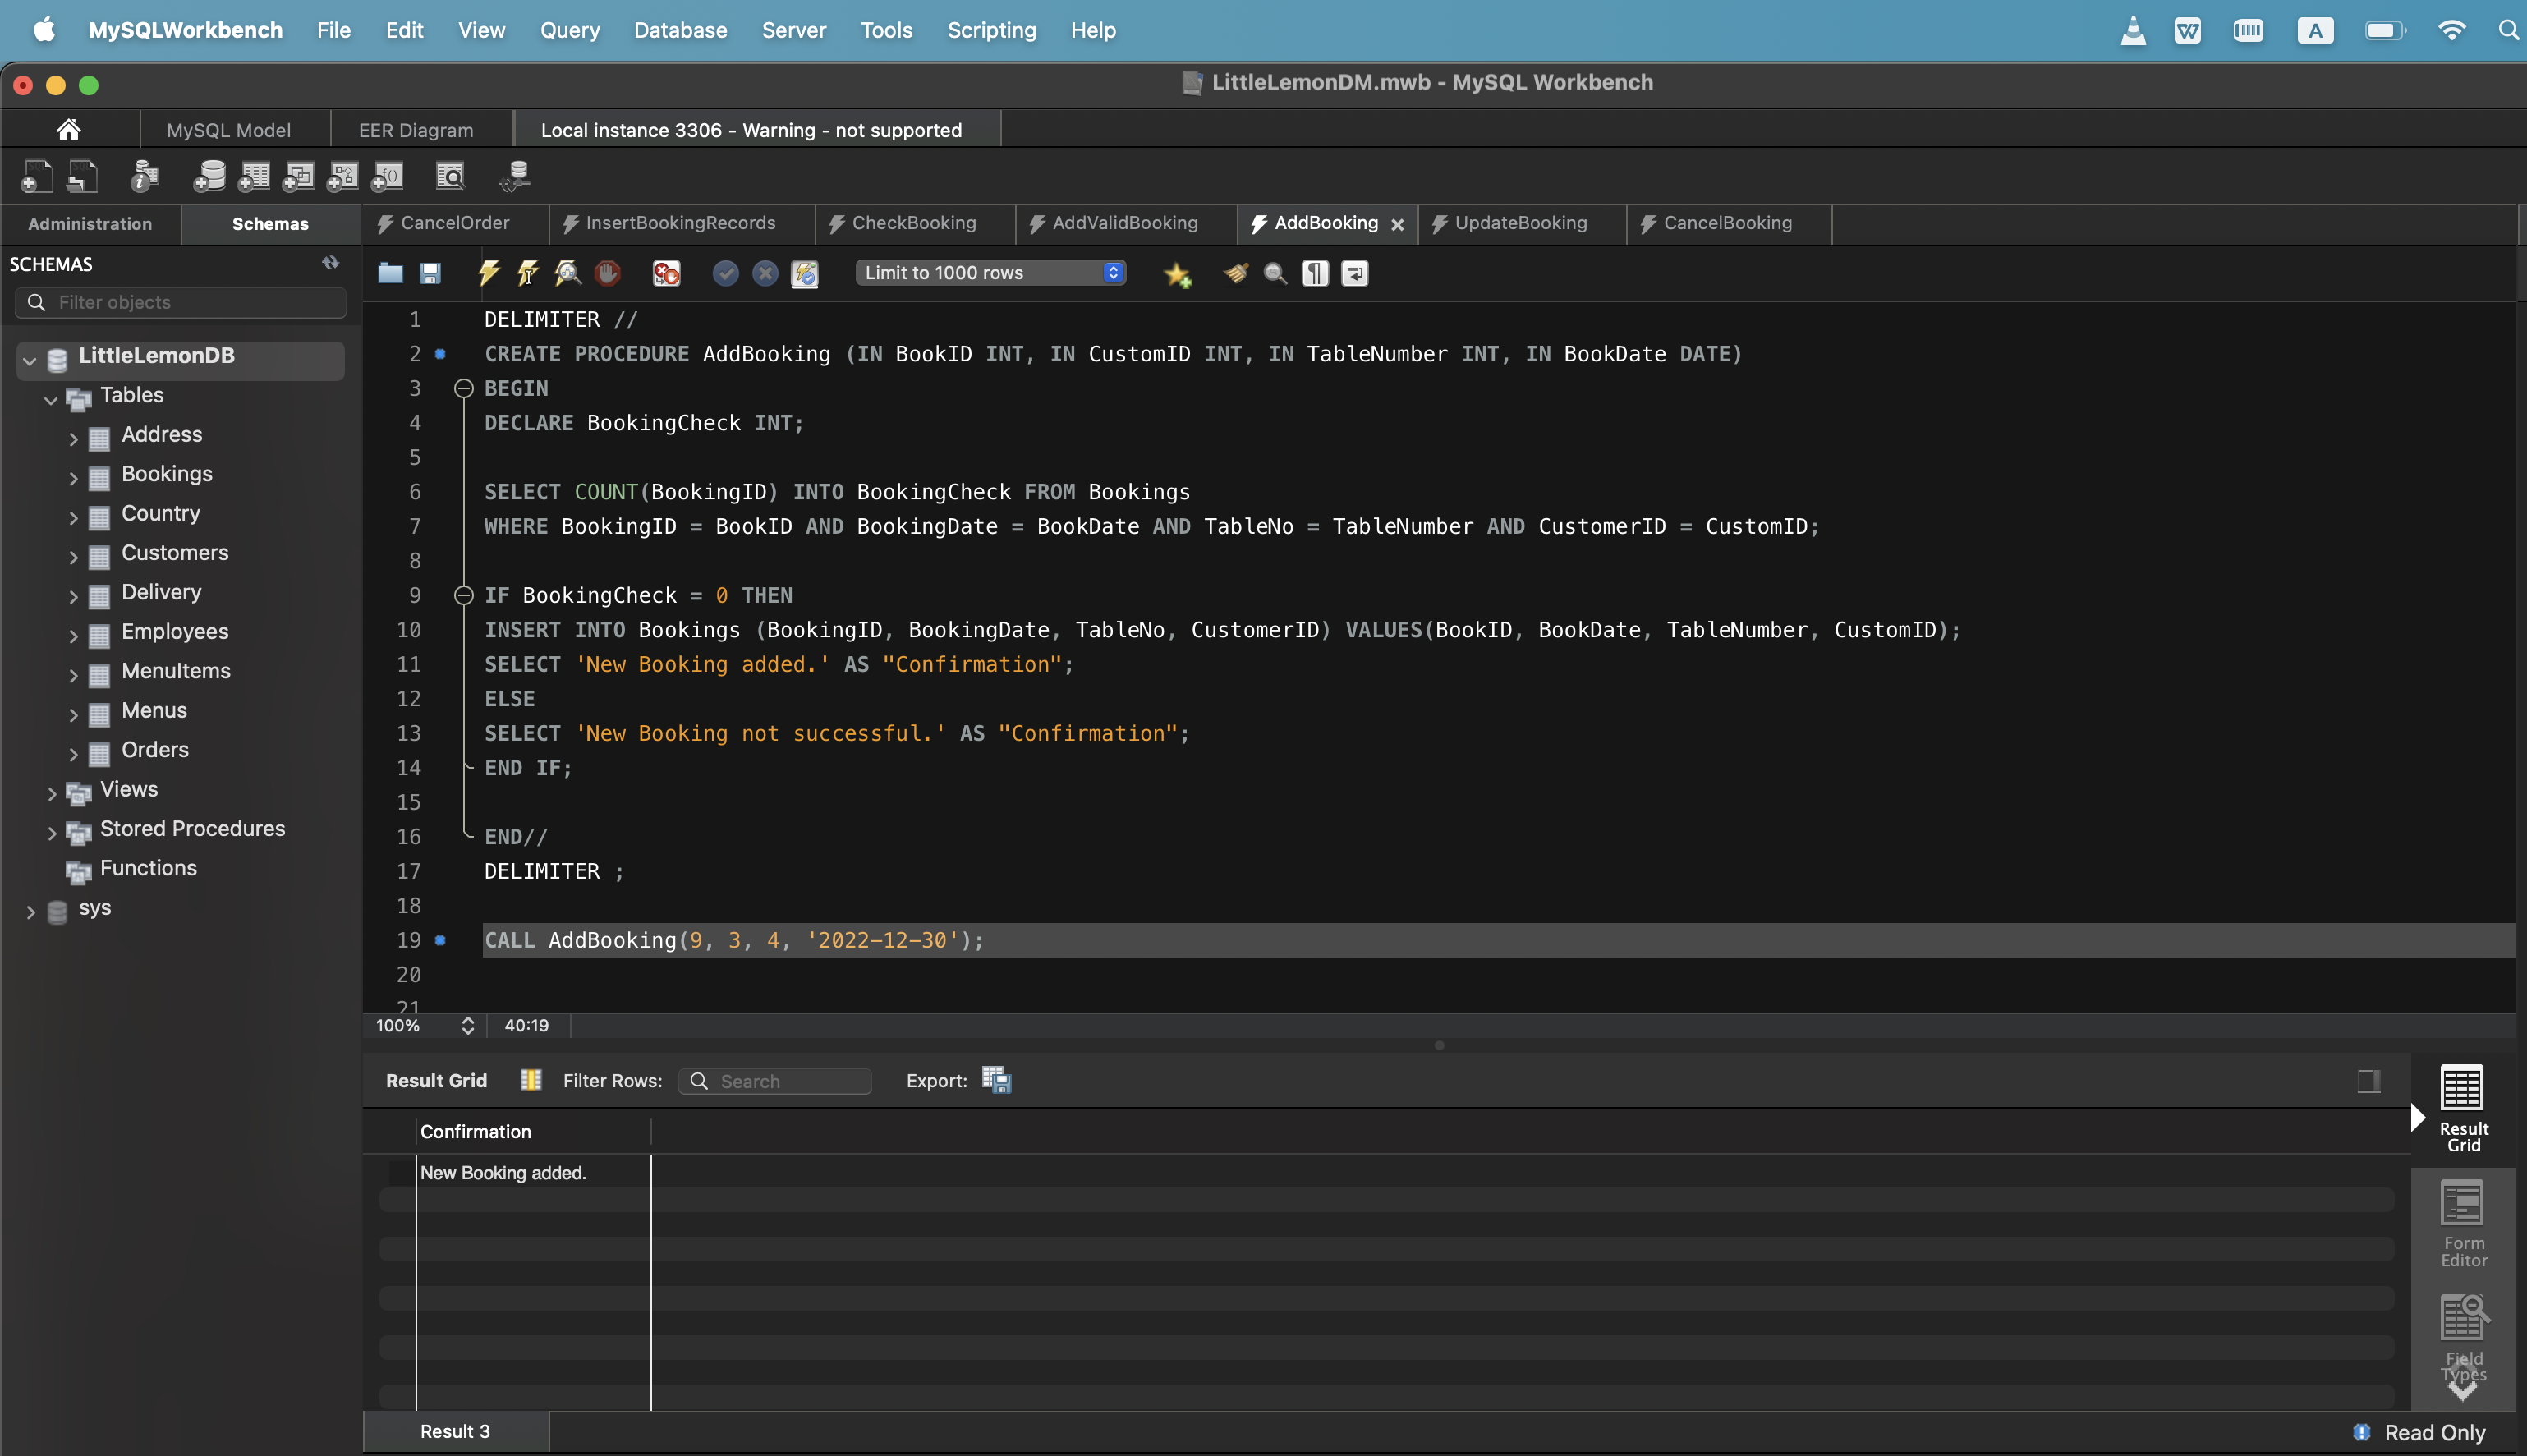 MySQLWorkbench File Edit View Query Database Server Tools Scripting Help A
LittleLemonDM.mwb - MySQL Workbench
MySQL Model EER Diagram Local instance 3306 - Warning - not supported
Administration Schemas CancelOrder InsertBookingRecords CheckBooking AddValidBooking AddBooking UpdateBooking CancelBooking
SCHEMAS
Limit to 1000 rows
Filter objects
LittleLemonDB
Tables
Address
Bookings
Country
Customers
Delivery
Employees
MenuItems
Menus
Orders
Views
Stored Procedures
Functions
sys
1 DELIMITER //
2 CREATE PROCEDURE AddBooking (IN BookID INT, IN CustomID INT, IN TableNumber INT, IN BookDate DATE)
3 BEGIN
4 DECLARE BookingCheck INT;
5
6 SELECT COUNT(BookingID) INTO BookingCheck FROM Bookings
7 WHERE BookingID = BookID AND BookingDate = BookDate AND TableNo = TableNumber AND CustomerID = CustomID;
8
9 IF BookingCheck = 0 THEN
10 INSERT INTO Bookings (BookingID, BookingDate, TableNo, CustomerID) VALUES(BookID, BookDate, TableNumber, CustomID);
11 SELECT 'New Booking added.' AS "Confirmation";
12 ELSE
13 SELECT 'New Booking not successful.' AS "Confirmation";
14 END IF;
15
16 END//
17 DELIMITER ;
18
19 CALL AddBooking(9, 3, 4, '2022-12-30');
20
21
100% 40:19
Result Grid Filter Rows: Search Export:
Confirmation
New Booking added.
Result
Grid
Form
Editor
Field
Types
Result 3 Read Only